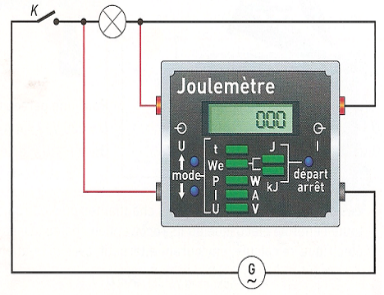 K
Joulemètre
000
U I
t J
We
mode
P W kJ départ
I A arrêt
U V
G
~